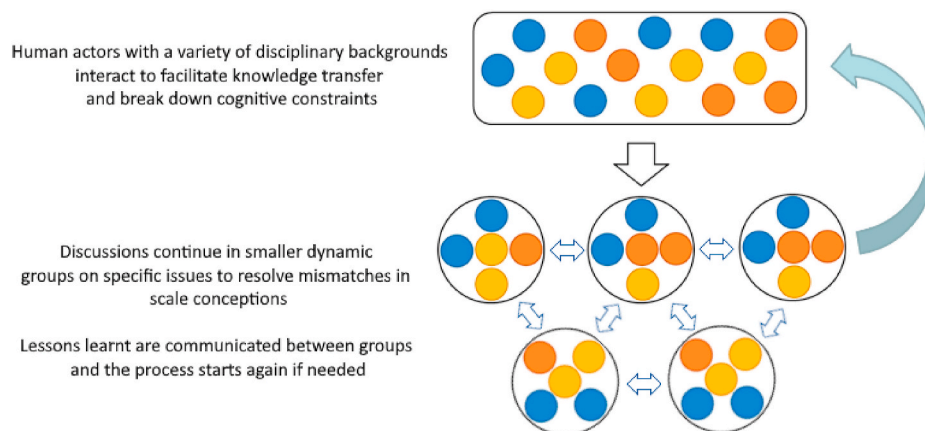 Human actors with a variety of disciplinary backgrounds
interact to facilitate knowledge transfer
and break down cognitive constraints
Discussions continue in smaller dynamic
groups on specific issues to resolve mismatches in
scale conceptions
Lessons learnt are communicated between groups
and the process starts again if needed